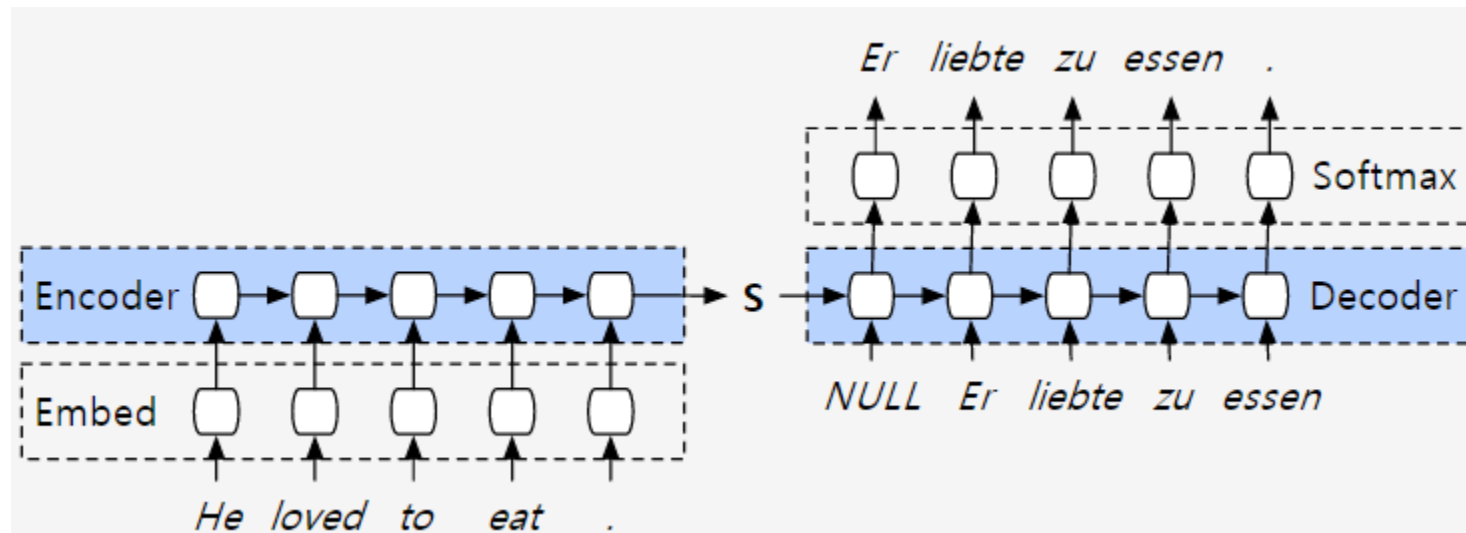 Er liebte zu essen .
Softmax
Encoder
S
Decoder
NULL Er liebte zu essen
Embed
He loved to eat .